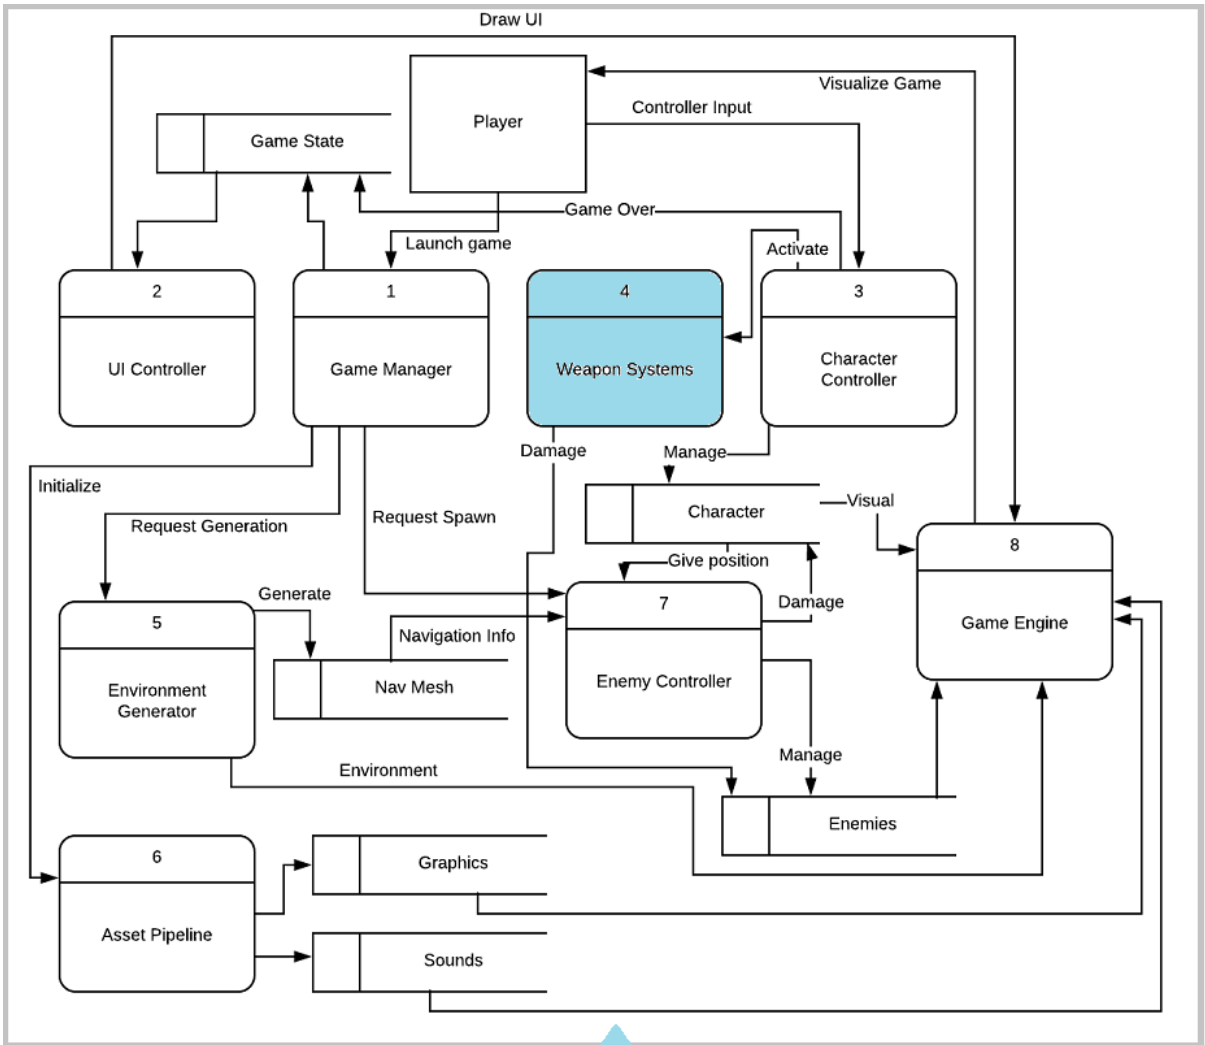 Draw UI
Visualize Game
Controller Input
Player
Game State
Game Over
Launch game
Activate
2
UI Controller
1
Game Manager
4
Weapon Systems
3
Character
Controller
Damage
Manage
Initialize
Visual
Character
Request Spawn
Request Generation
8
Game Engine
Give position
Generate
7
Enemy Controller
Damage
5
Environment
Generator
Navigation Info
Nav Mesh
Manage
Environment
Enemies
6
Asset Pipeline
Graphics
Sounds